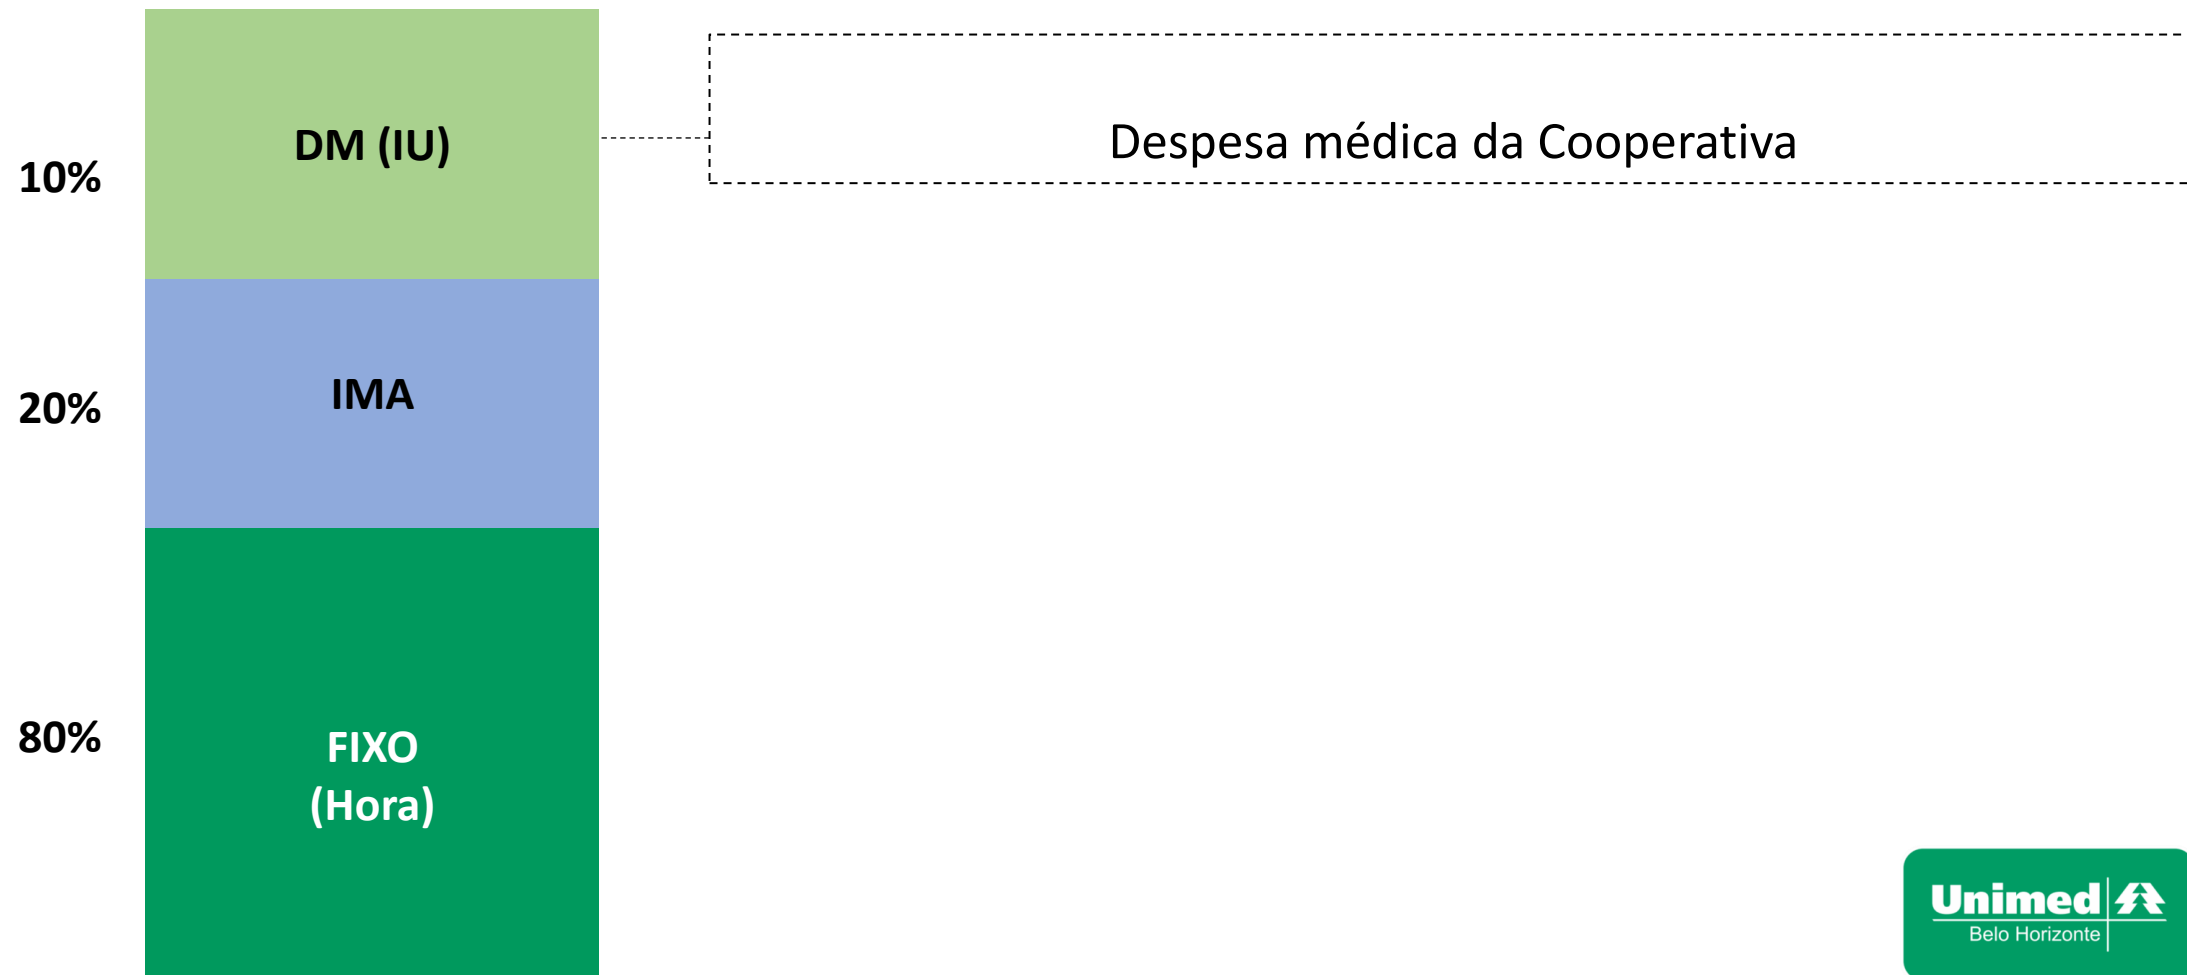 DM (IU)
Despesa médica da Cooperativa
10%
IMA
20%
80%
FIXO
(Hora)
Unimed
Belo Horizonte